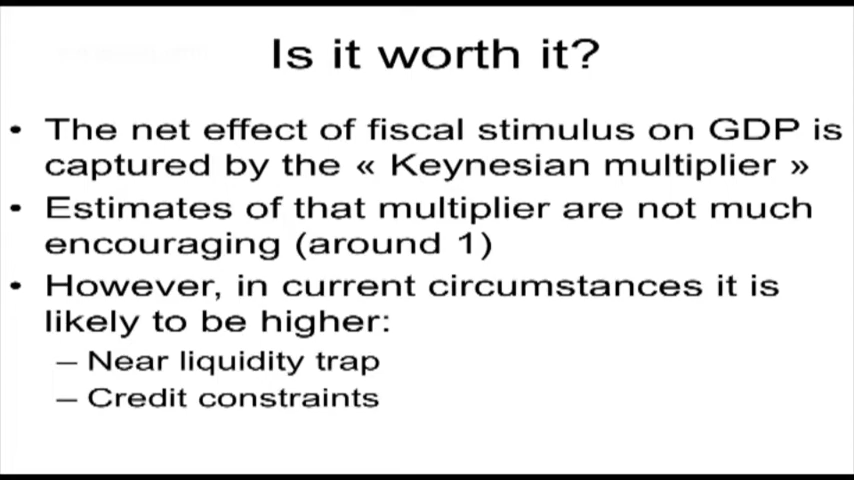 Is it worth it?
• The net effect of fiscal stimulus on GDP is
captured by the « Keynesian multiplier »
• Estimates of that multiplier are not much
encouraging (around 1)
• However, in current circumstances it is
likely to be higher:
– Near liquidity trap
– Credit constraints